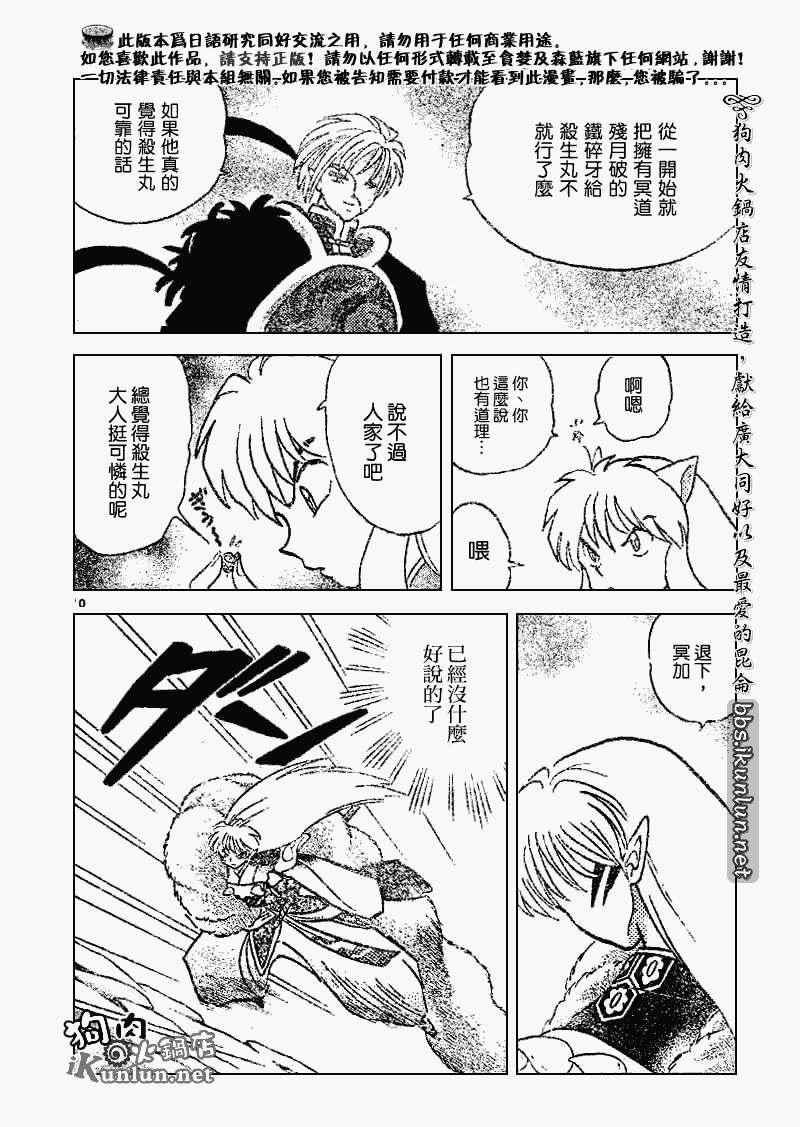 此版本爲日語研究同好交流之用，請勿用于任何商業用途。
如您喜歡此作品，請支持正版！請勿以任何形式轉載至貪婪及森藍旗下任何網站，謝謝！
一切法律責任與本組無關.如果您被告知需要付款才能看到此漫畫，那麼，您被騙了...
從一開始就
把擁有冥道
殘月破的
鐵碎牙給
殺生丸不
就行了麼
如果他真的
覺得殺生丸
可靠的話
啊嗯
你、你
這麼說
也有道理…
喂
說不過
人家了吧
總覺得殺生丸
大人挺可憐的呢
0
退下，
冥加
已經沒什麼
好說的了
ダン
狗肉火鍋店友情打造，獻給廣大同好以及最愛的昆侖
bbs.ikunlun.net
狗肉
火鍋店
iKunlun.net